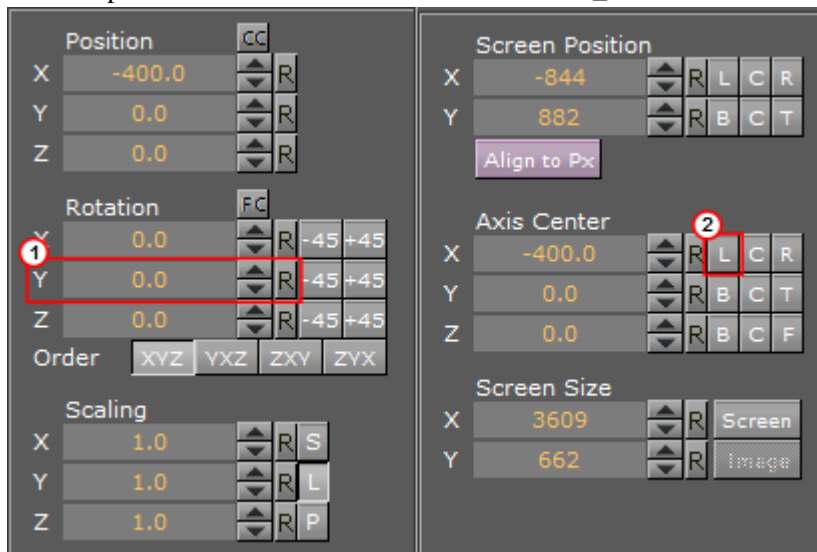 Position CC
X -400.0 R
Y 0.0 R
Z 0.0 R
Rotation FC
X 0.0 R -45 +45
1
Y 0.0 R -45 +45
Z 0.0 R -45 +45
Order XYZ YXZ ZXY ZYX
Scaling
X 1.0 R S
Y 1.0 R L
Z 1.0 R P
Screen Position
X -844 R L C R
Y 882 R B C T
Align to Px
Axis Center 2
X -400.0 R L C R
Y 0.0 R B C T
Z 0.0 R B C F
Screen Size
X 3609 R Screen
Y 662 R Image